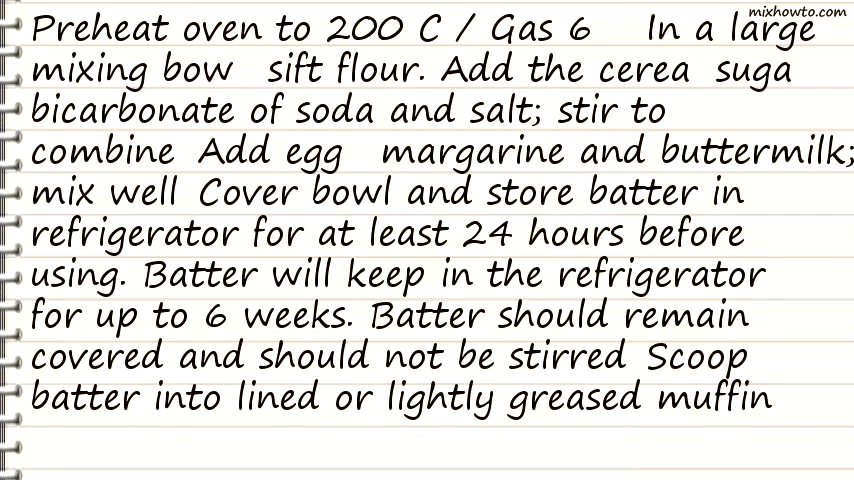 mixhowto.com
Preheat oven to 200 C / Gas 6 In a large
mixing bow sift flour. Add the cerea suga
bicarbonate of soda and salt; stir to
combine Add egg margarine and buttermilk;
mix well Cover bowl and store batter in
refrigerator for at least 24 hours before
using. Batter will keep in the refrigerator
for up to 6 weeks. Batter should remain
covered and should not be stirred Scoop
batter into lined or lightly greased muffin